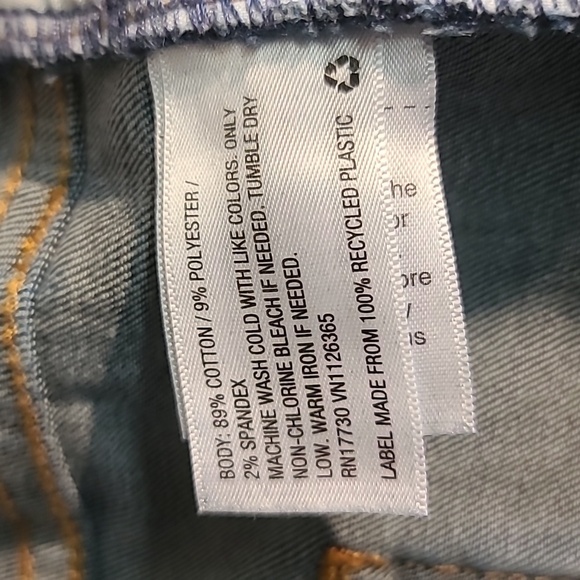 BODY: 89% COTTON / 9% POLYESTER /
2% SPANDEX
MACHINE WASH COLD WITH LIKE COLORS. ONLY
NON-CHLORINE BLEACH IF NEEDED. TUMBLE DRY
LOW. WARM IRON IF NEEDED.
RN17730 VN1126365
LABEL MADE FROM 100% RECYCLED PLASTIC